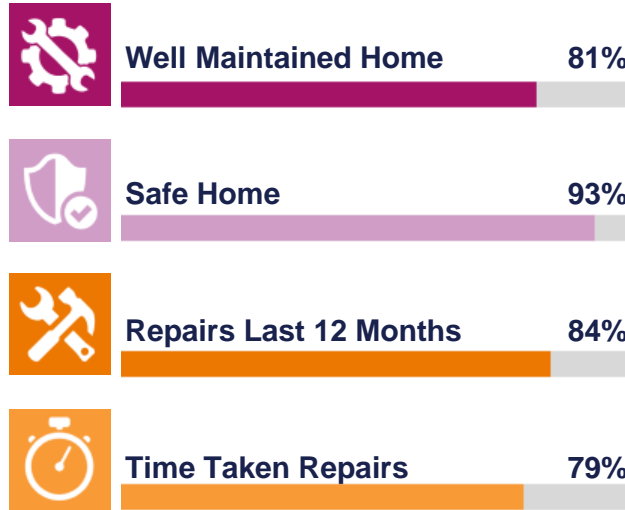 Well Maintained Home 81%
Safe Home 93%
Repairs Last 12 Months 84%
Time Taken Repairs 79%